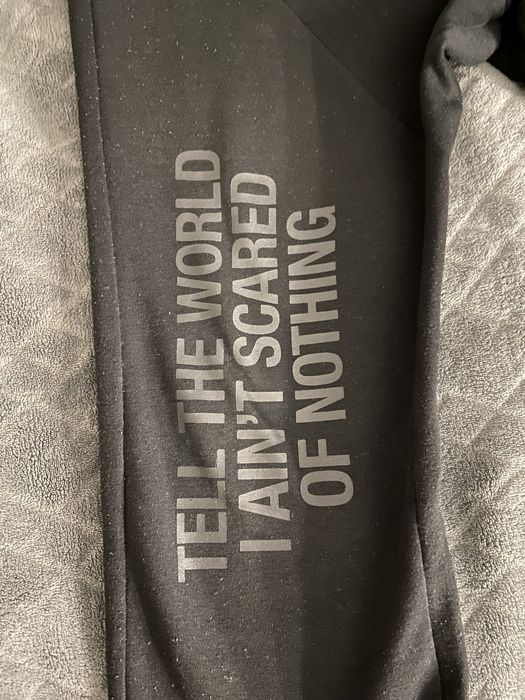 TELL THE WORLD
I AIN'T SCARED
OF NOTHING